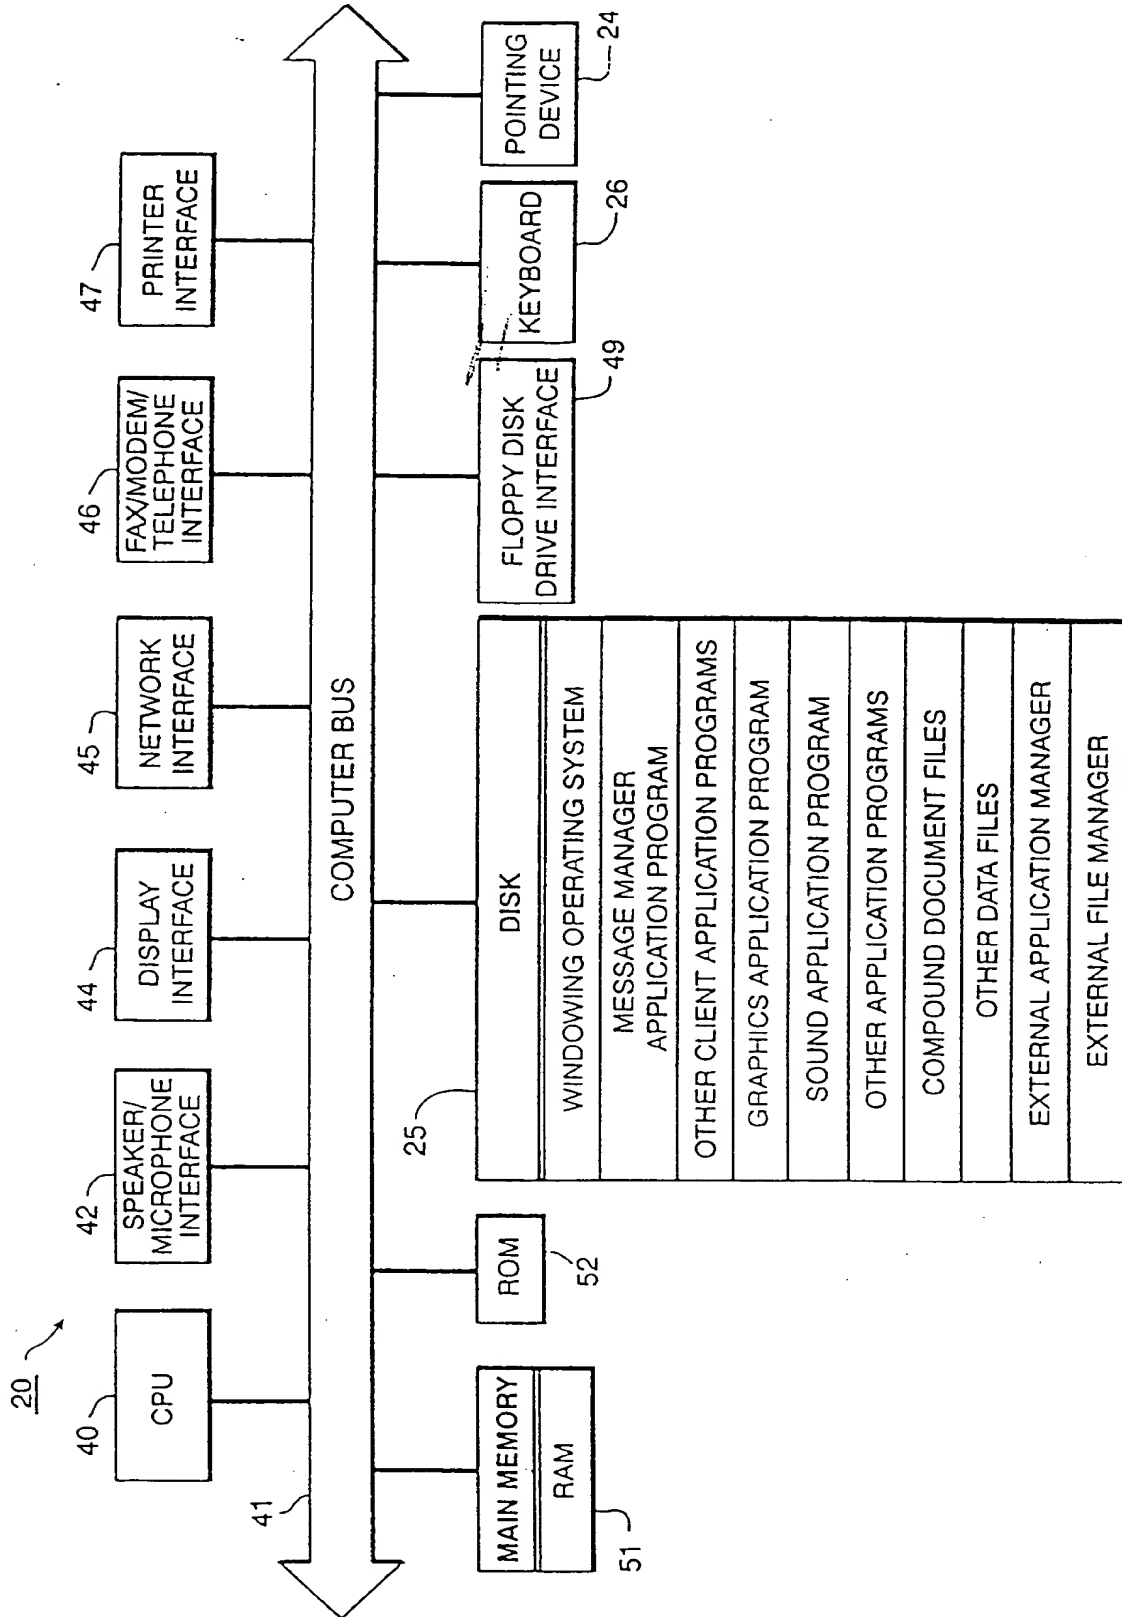 20
40
CPU
42
SPEAKER/
MICROPHONE
INTERFACE
44
DISPLAY
INTERFACE
45
NETWORK
INTERFACE
46
FAX/MODEM/
TELEPHONE
INTERFACE
47
PRINTER
INTERFACE
41
COMPUTER BUS
MAIN MEMORY
RAM
51
ROM
52
25
DISK
WINDOWING OPERATING SYSTEM
MESSAGE MANAGER
APPLICATION PROGRAM
OTHER CLIENT APPLICATION PROGRAMS
GRAPHICS APPLICATION PROGRAM
SOUND APPLICATION PROGRAM
OTHER APPLICATION PROGRAMS
COMPOUND DOCUMENT FILES
OTHER DATA FILES
EXTERNAL APPLICATION MANAGER
EXTERNAL FILE MANAGER
FLOPPY DISK
DRIVE INTERFACE
49
KEYBOARD
26
POINTING
DEVICE
24